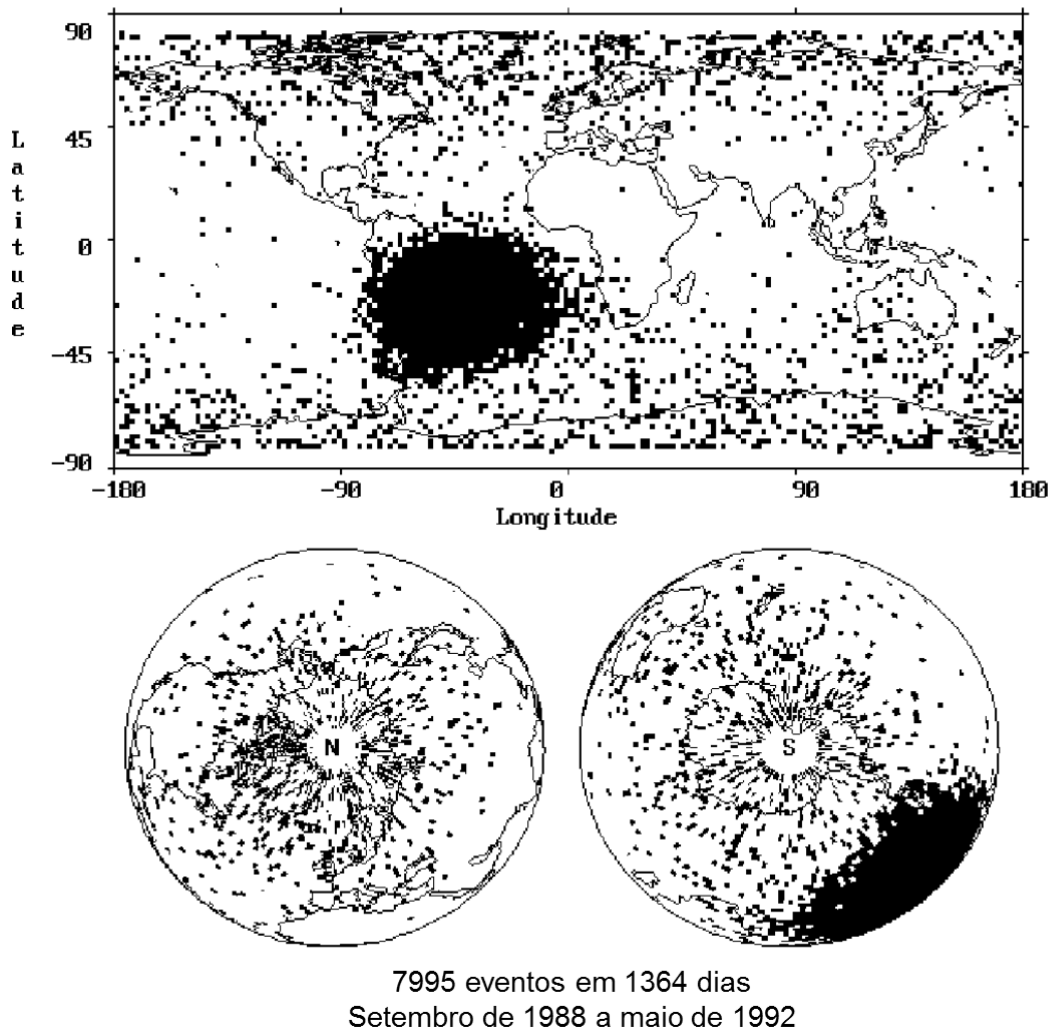 90
45
0
-45
-90
Latitude
-180 -90 0 90 180
Longitude
N
S
7995 eventos em 1364 dias
Setembro de 1988 a maio de 1992